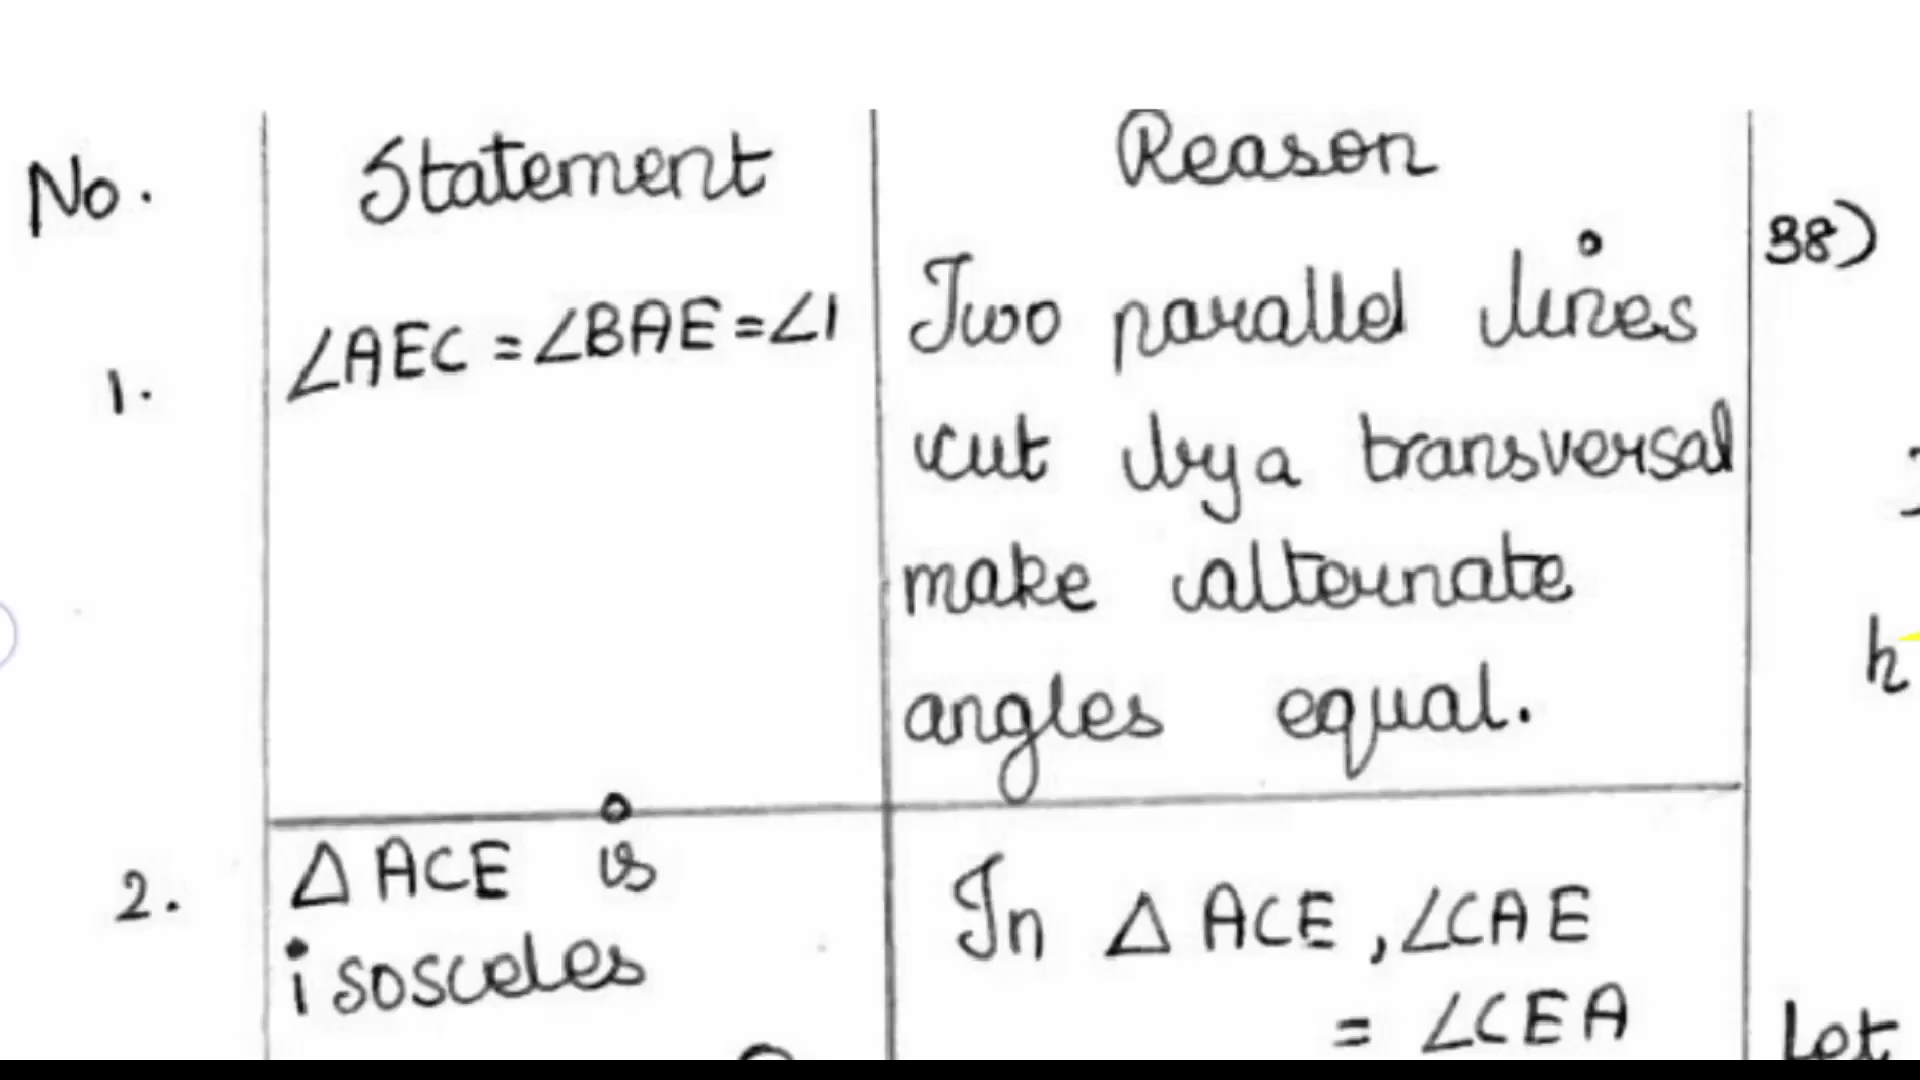 No. Statement Reason
1. ∠AEC = ∠BAE = ∠1
Two parallel lines
cut by a transversal
make alternate
angles equal.
2. △ ACE is
isosceles
In △ ACE, ∠CAE
= ∠CEA
38)
h
Let